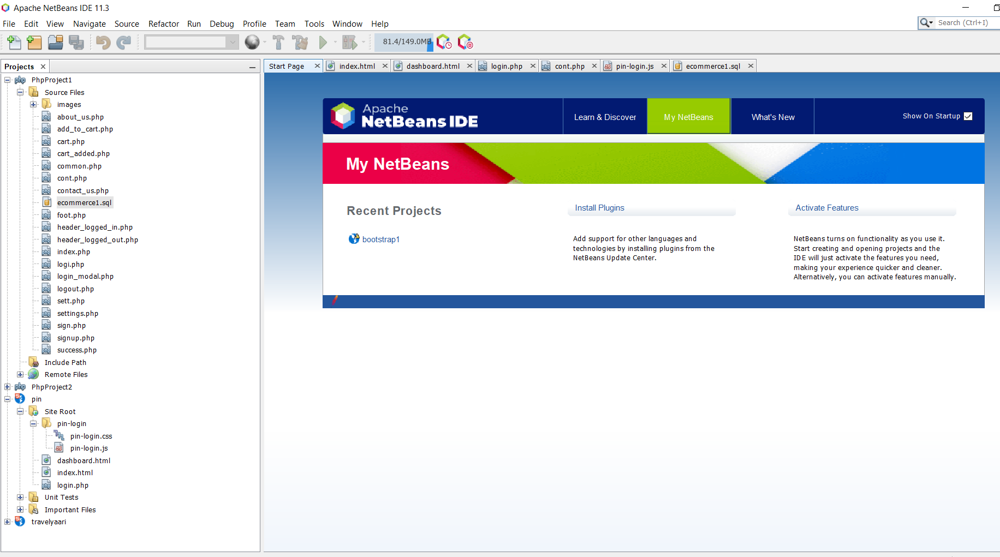 Apache NetBeans IDE 11.3
File Edit View Navigate Source Refactor Run Debug Profile Team Tools Window Help
Search (Ctrl+I)
81.4/149.0MB
Projects
Start Page
index.html
dashboard.html
login.php
cont.php
pin-login.js
ecommerce1.sql
PhpProject1
Source Files
images
about_us.php
add_to_cart.php
cart.php
cart_added.php
common.php
cont.php
contact_us.php
ecommerce1.sql
foot.php
header_logged_in.php
header_logged_out.php
index.php
logi.php
login_modal.php
logout.php
sett.php
settings.php
sign.php
signup.php
success.php
Include Path
Remote Files
PhpProject2
pin
Site Root
pin-login
pin-login.css
pin-login.js
dashboard.html
index.html
login.php
Unit Tests
Important Files
travelyaari
Apache
NetBeans IDE
Learn & Discover
My NetBeans
What's New
Show On Startup
My NetBeans
Recent Projects
bootstrap1
Install Plugins
Add support for other languages and
technologies by installing plugins from the
NetBeans Update Center.
Activate Features
NetBeans turns on functionality as you use it.
Start creating and opening projects and the
IDE will just activate the features you need,
making your experience quicker and cleaner.
Alternatively, you can activate features manually.